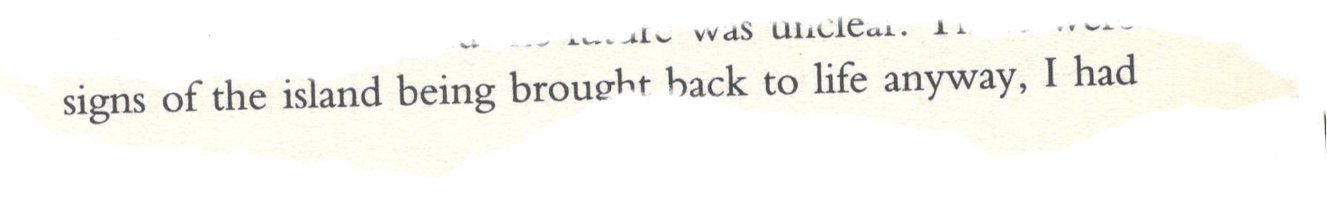 was unclear.
signs of the island being brought back to life anyway, I had